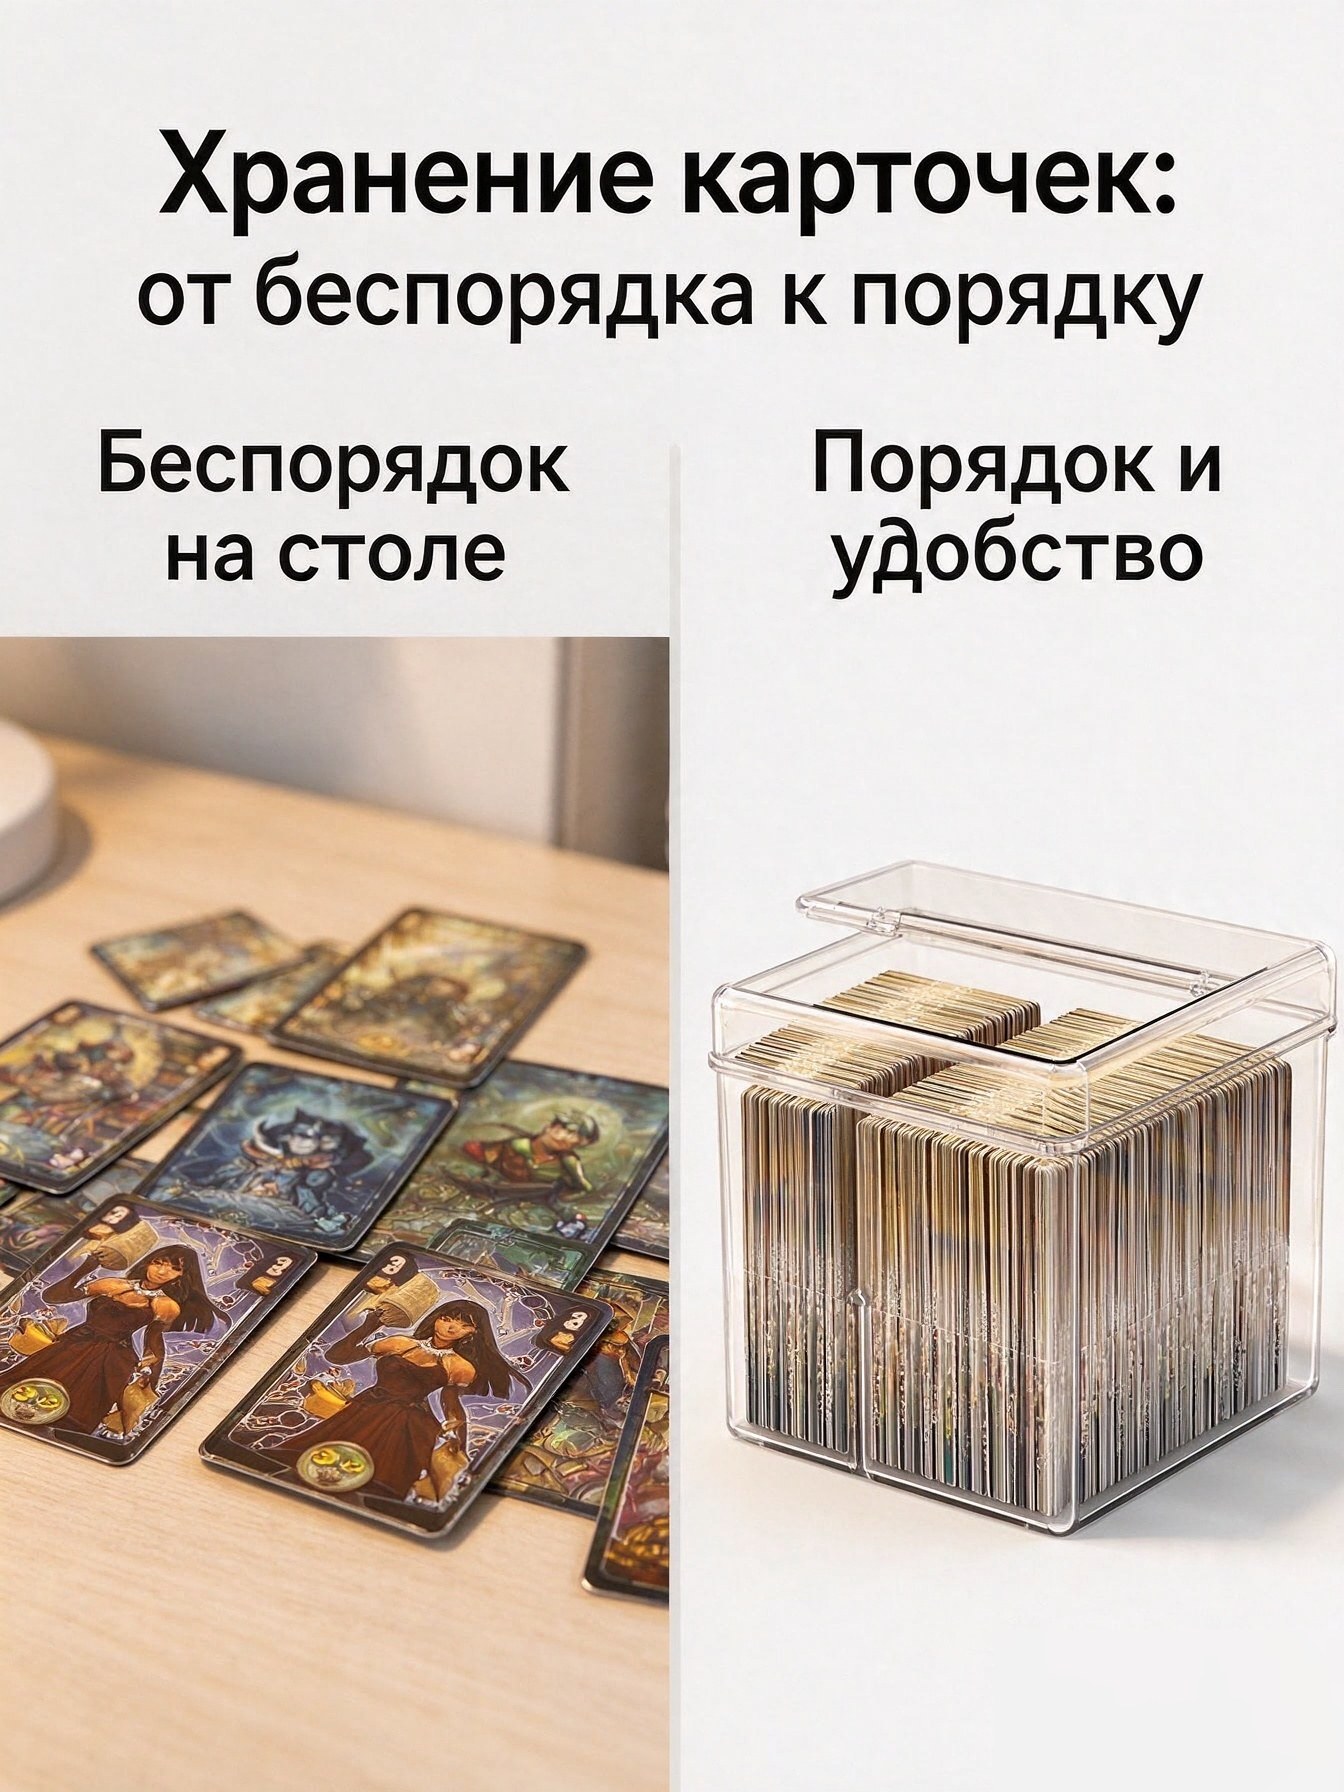 Хранение карточек:
от беспорядка к порядку
Беспорядок
на столе
Порядок и
удобство